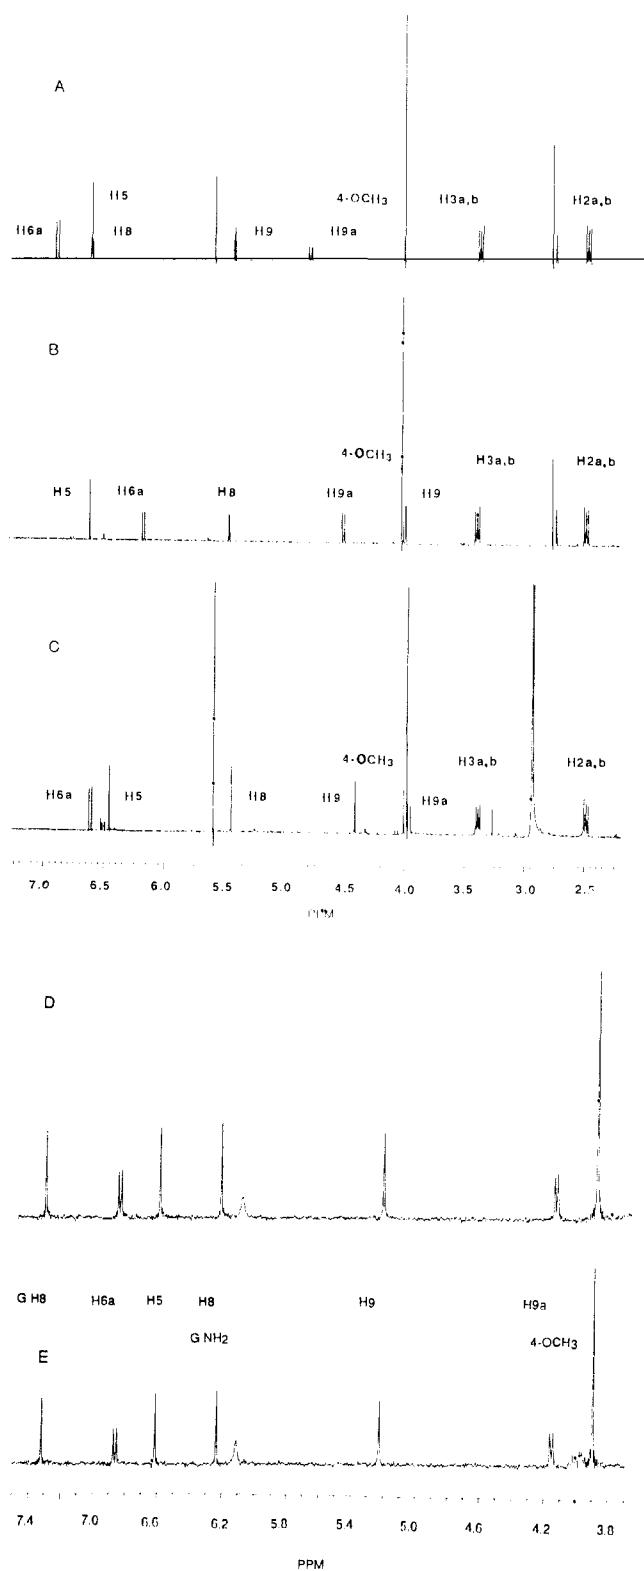 A
H5
4-OCH3
H3a,b
H2a,b
H6a
H8
H9
H9a
B
4-OCH3
H3a,b
H2a,b
H5
H6a
H8
H9a
H9
C
4-OCH3
H3a,b
H2a,b
H6a
H5
H8
H9
H9a
7.0 6.5 6.0 5.5 5.0 4.5 4.0 3.5 3.0 2.5
PPM
D
G H8
H6a
H5
H8
H9
H9a
G NH2
4-OCH3
E
7.4 7.0 6.6 6.2 5.8 5.4 5.0 4.6 4.2 3.8
PPM